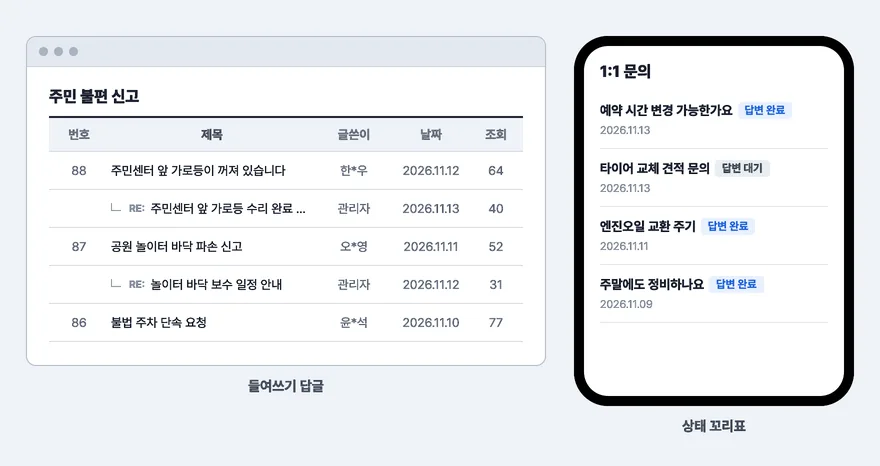 주민 불편 신고
번호 제목 글쓴이 날짜 조회
88 주민센터 앞 가로등이 꺼져 있습니다 한*우 2026.11.12 64
RE: 주민센터 앞 가로등 수리 완료 ... 관리자 2026.11.13 40
87 공원 놀이터 바닥 파손 신고 오*영 2026.11.11 52
RE: 놀이터 바닥 보수 일정 안내 관리자 2026.11.12 31
86 불법 주차 단속 요청 윤*석 2026.11.10 77
들여쓰기 답글
1:1 문의
예약 시간 변경 가능한가요 답변 완료
2026.11.13
타이어 교체 견적 문의 답변 대기
2026.11.13
엔진오일 교환 주기 답변 완료
2026.11.11
주말에도 정비하나요 답변 완료
2026.11.09
상태 꼬리표